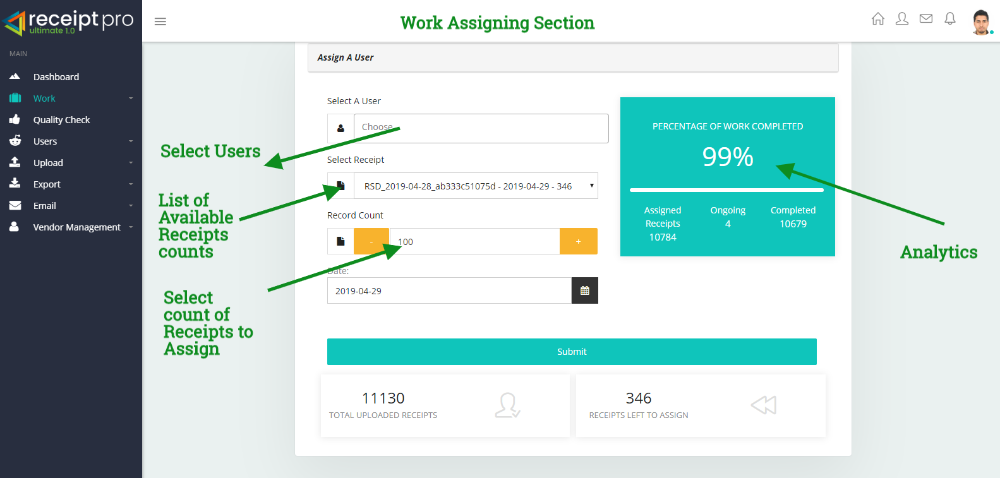 receipt pro
ultimate 1.0
Work Assigning Section
MAIN
Dashboard
Work
Quality Check
Users
Upload
Export
Email
Vendor Management
Assign A User
Select A User
Choose
Select Users
Select Receipt
RSD_2019-04-28_ab333c51075d - 2019-04-29 - 346
List of
Available
Receipts
counts
Record Count
-
100
+
Select
count of
Receipts to
Assign
Date:
2019-04-29
PERCENTAGE OF WORK COMPLETED
99%
Assigned
Receipts
10784
Ongoing
4
Completed
10679
Analytics
Submit
11130
TOTAL UPLOADED RECEIPTS
346
RECEIPTS LEFT TO ASSIGN